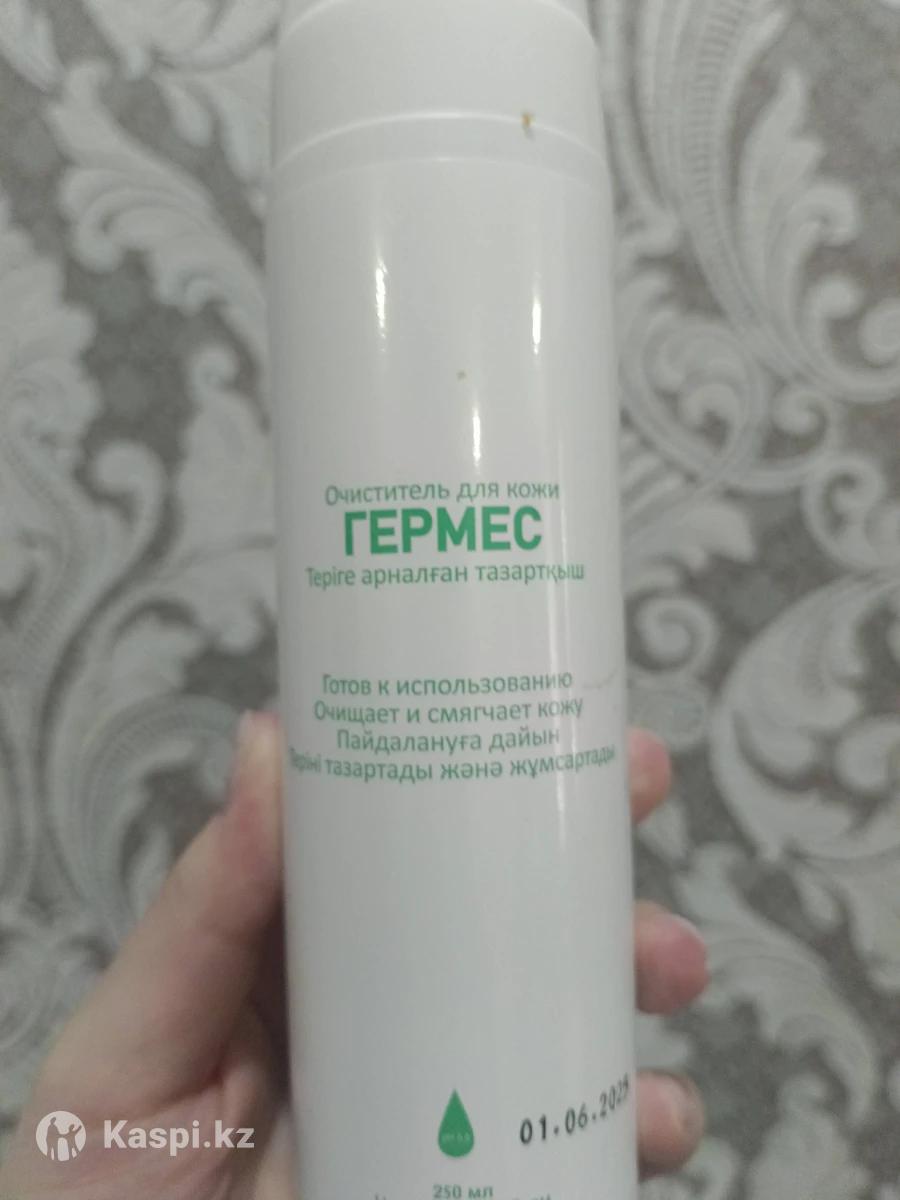 Очиститель для кожи
ГЕРМЕС
Теріге арналған тазартқыш
Готов к использованию
Очищает и смягчает кожу
Пайдалануға дайын
Теріні тазартады және жұмсартады
01.06.2025
250 мл
Kaspi.kz